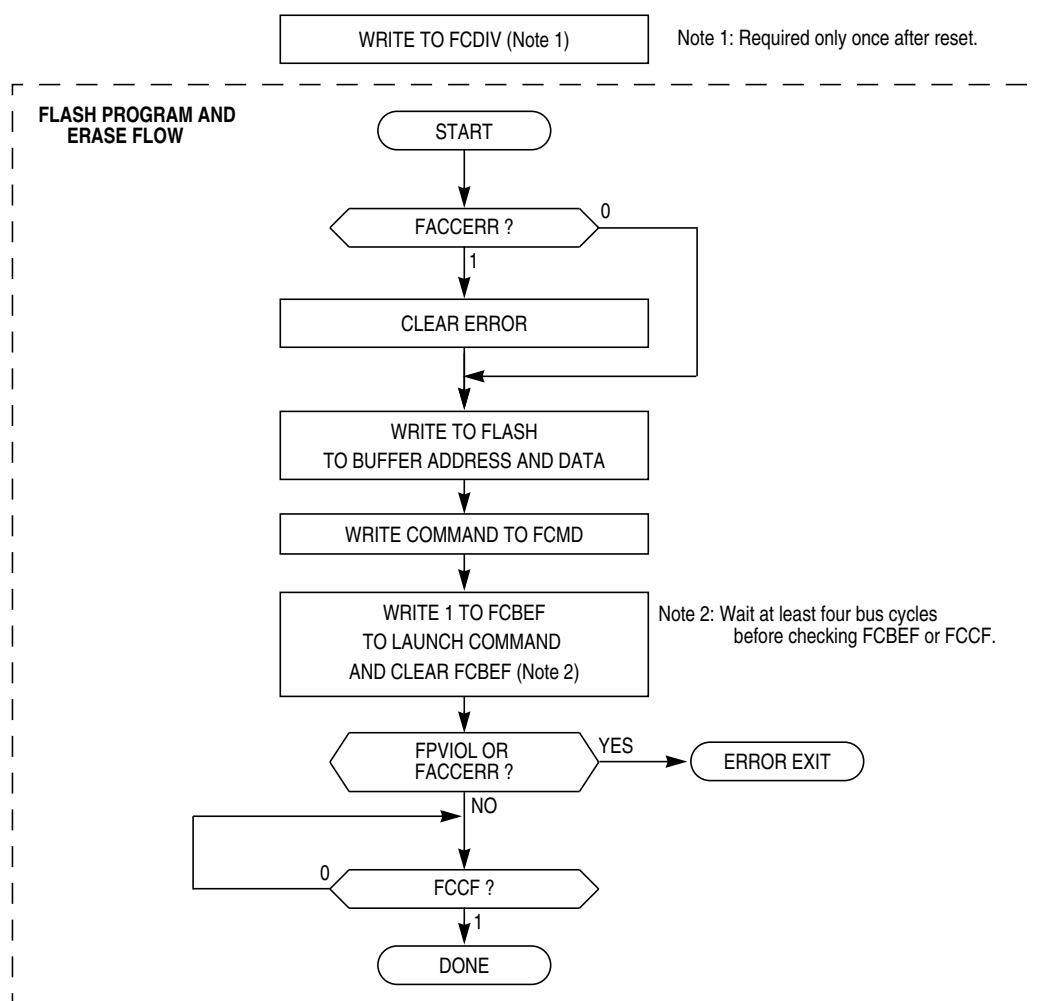 WRITE TO FCDIV (Note 1)
Note 1: Required only once after reset.
FLASH PROGRAM AND
ERASE FLOW
START
FACCERR ?
0
1
CLEAR ERROR
WRITE TO FLASH
TO BUFFER ADDRESS AND DATA
WRITE COMMAND TO FCMD
WRITE 1 TO FCBEF
TO LAUNCH COMMAND
AND CLEAR FCBEF (Note 2)
Note 2: Wait at least four bus cycles
before checking FCBEF or FCCF.
FPVIOL OR
FACCERR ?
YES
ERROR EXIT
NO
0
FCCF ?
1
DONE